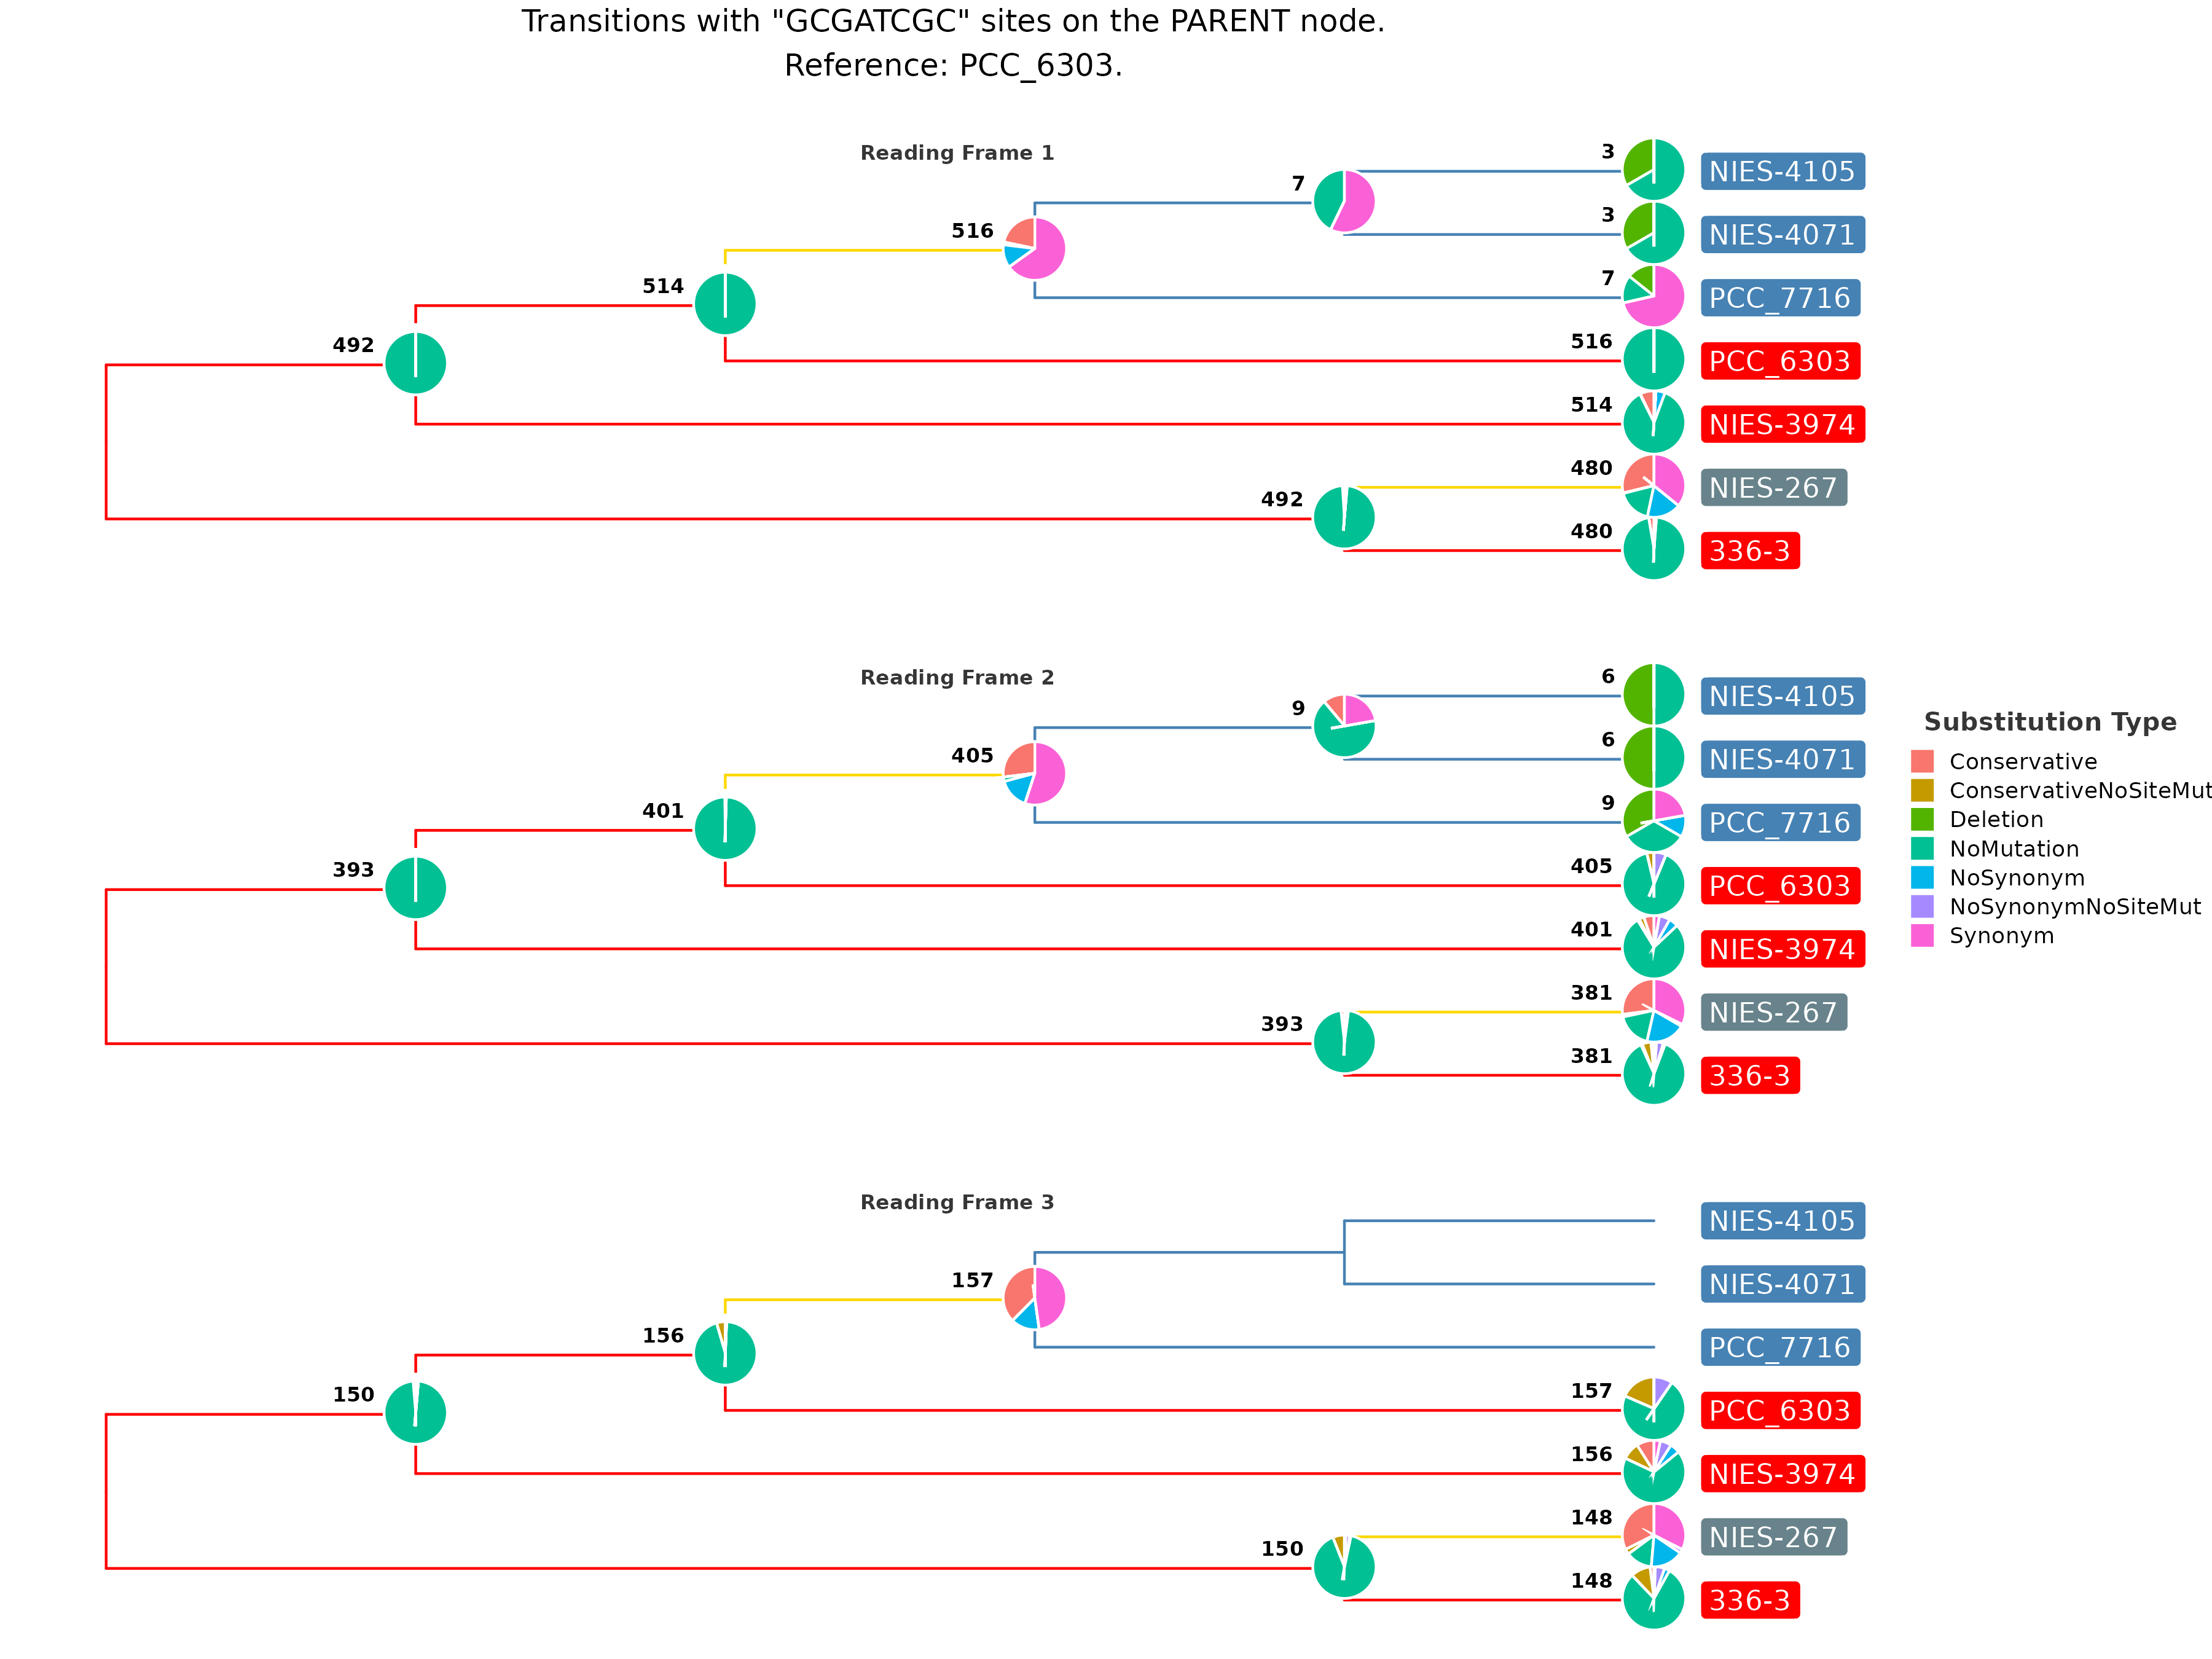 Transitions with "GCGATCGC" sites on the PARENT node.
Reference: PCC_6303.
Reading Frame 1
3
NIES-4105
7
3
NIES-4071
516
7
PCC_7716
514
516
PCC_6303
492
514
NIES-3974
480
NIES-267
492
480
336-3
Reading Frame 2
6
NIES-4105
9
6
NIES-4071
405
9
PCC_7716
401
405
PCC_6303
393
401
NIES-3974
381
NIES-267
393
381
336-3
Substitution Type
Conservative
ConservativeNoSiteMut
Deletion
NoMutation
NoSynonym
NoSynonymNoSiteMut
Synonym
Reading Frame 3
NIES-4105
NIES-4071
157
PCC_7716
156
157
PCC_6303
150
156
NIES-3974
148
NIES-267
150
148
336-3